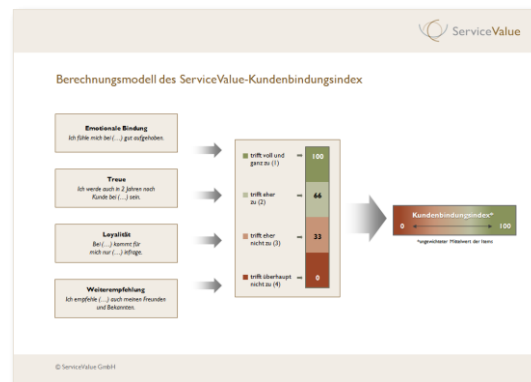 ServiceValue
Berechnungsmodell des ServiceValue-Kundenbindungsindex
Emotionale Bindung
Ich fühle mich bei (…) gut aufgehoben.
Treue
Ich werde auch in 2 Jahren noch
Kunde bei (…) sein.
Loyalität
Bei (…) kommt für
mich nur (…) infrage.
Weiterempfehlung
Ich empfehle (…) auch meinen Freunden
und Bekannten.
trifft voll und
ganz zu (1)
100
trifft eher
zu (2)
66
trifft eher
nicht zu (3)
33
trifft überhaupt
nicht zu (4)
0
Kundenbindungsindex*
0 100
*ungewichteter Mittelwert der Items
© ServiceValue GmbH